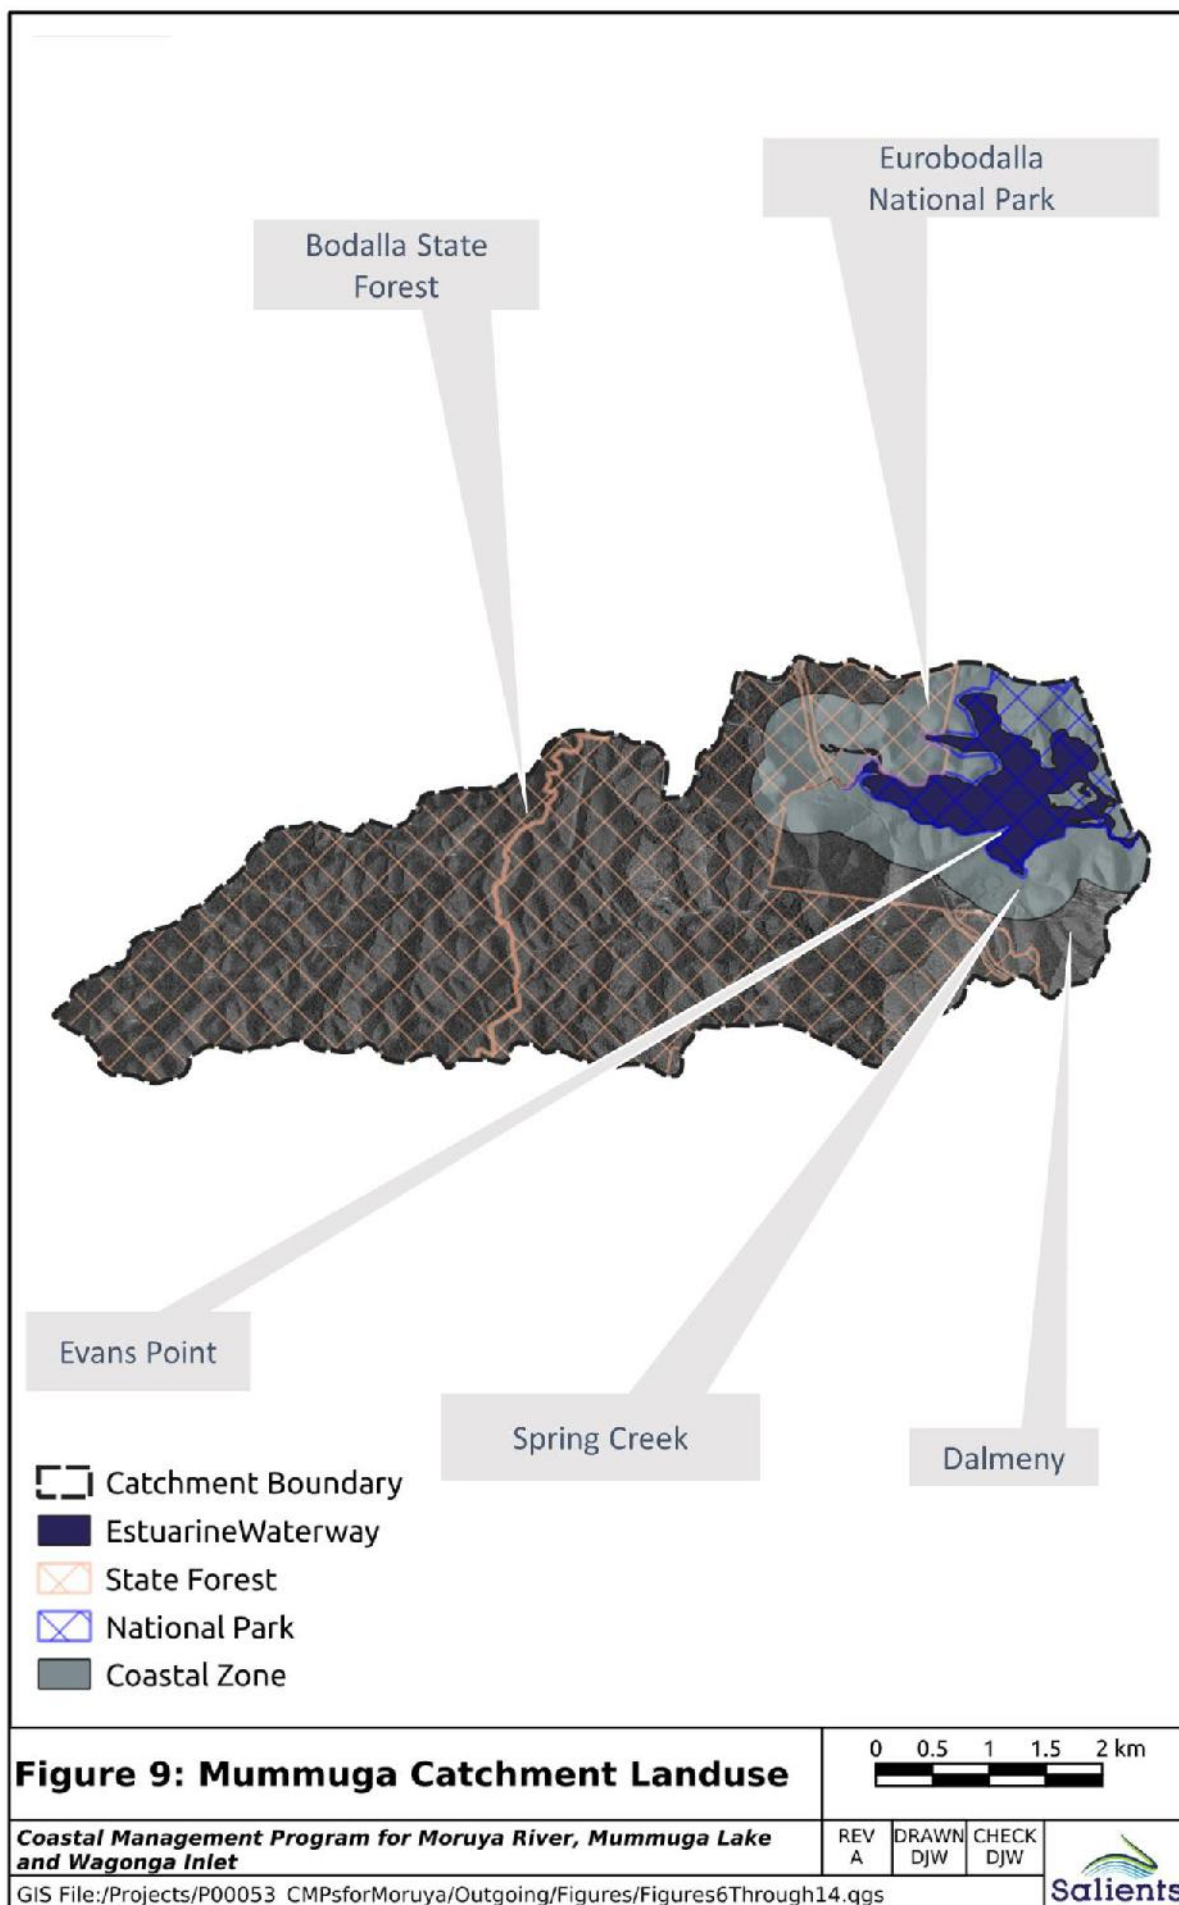 Eurobodalla
National Park
Bodalla State
Forest
Evans Point
Spring Creek
Dalmeny
Catchment Boundary
EstuarineWaterway
State Forest
National Park
Coastal Zone
Figure 9: Mummuga Catchment Landuse
0 0.5 1 1.5 2 km
Coastal Management Program for Moruya River, Mummuga Lake
and Wagonga Inlet
REV
A
DRAWN
DJW
CHECK
DJW
GIS File:/Projects/P00053_CMPsforMoruya/Outgoing/Figures/Figures6Through14.qgs
Salients